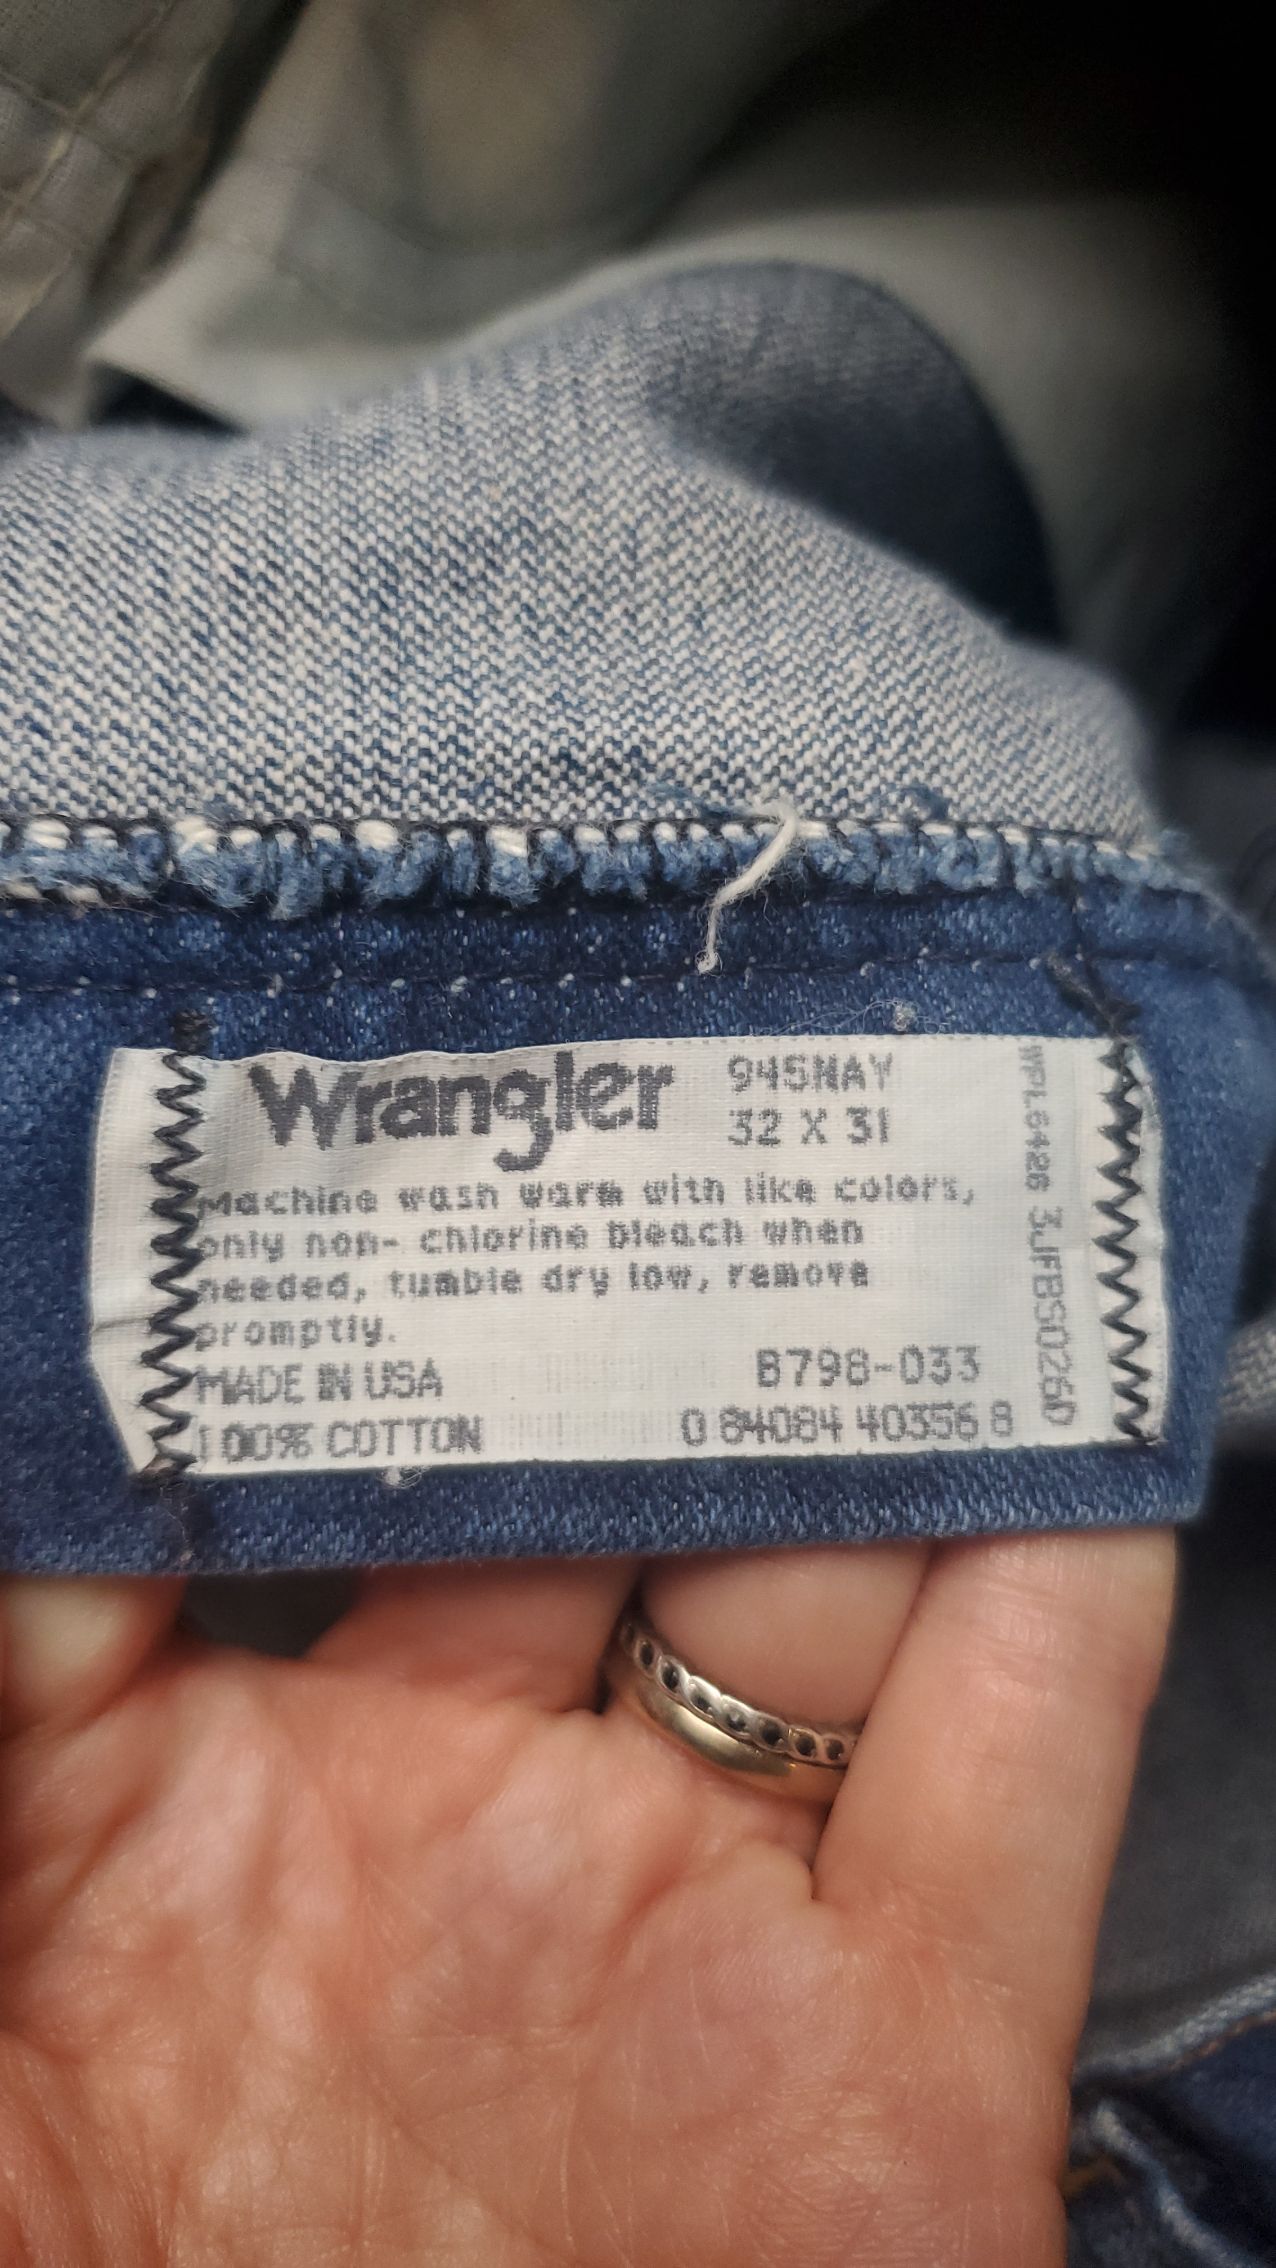 Wrangler
945NAY
32 X 31
Machine wash warm with like colors,
only non- chlorine bleach when
needed, tumble dry low, remove
promptly.
MADE IN USA
100% COTTON
B798-033
0 84084 40356 8
WPL6426 3JFBS0260